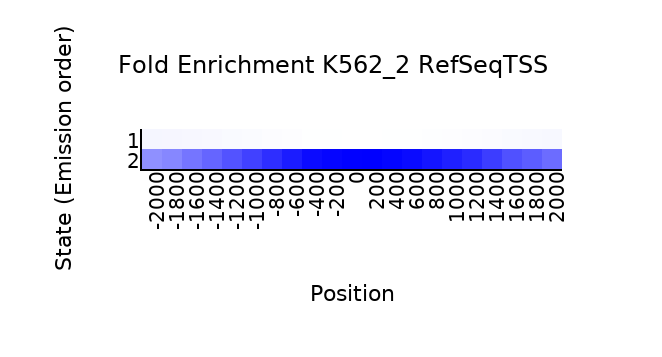 Fold Enrichment K562_2 RefSeqTSS
State (Emission order)
1
2
-2000 -1800 -1600 -1400 -1200 -1000 -800 -600 -400 -200 0 200 400 600 800 1000 1200 1400 1600 1800 2000
Position